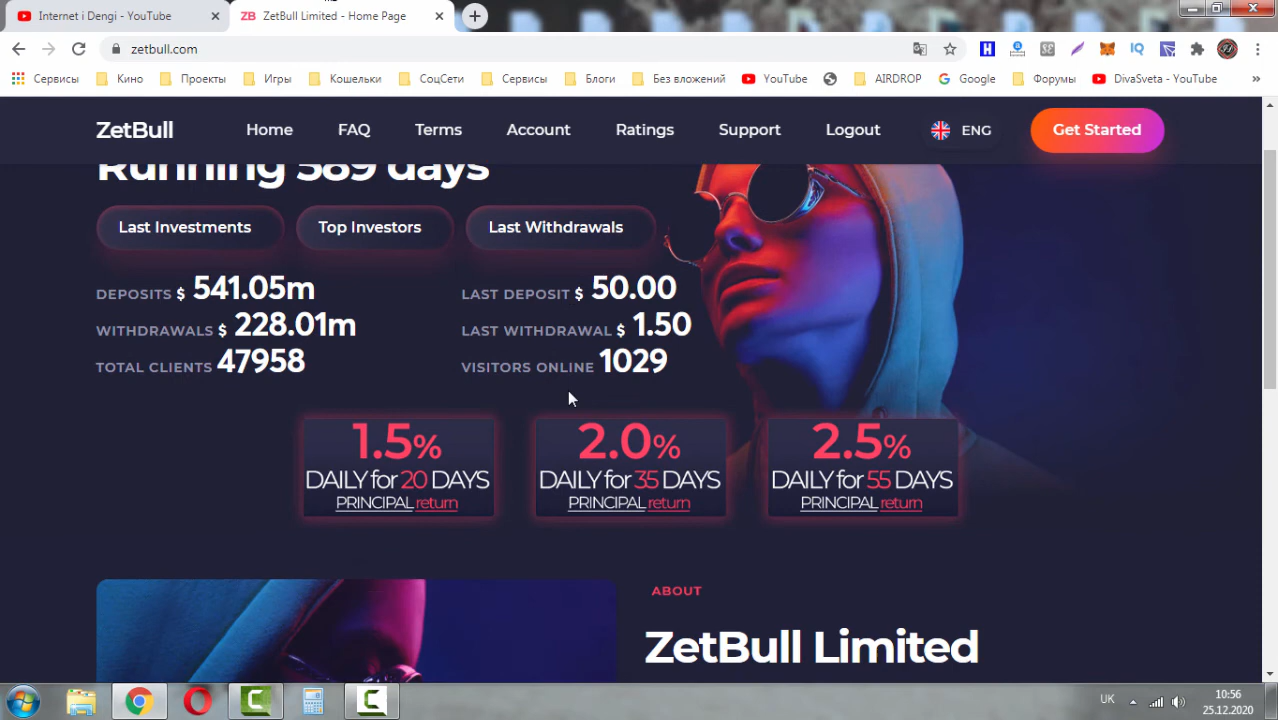 Internet i Dengi - YouTube
ZB ZetBull Limited - Home Page
zetbull.com
Сервисы Кино Проекты Игры Кошельки СоцСети Сервисы Блоги Без вложений YouTube AIRDROP Google Форумы DivaSveta - YouTube »
ZetBull Home FAQ Terms Account Ratings Support Logout ENG Get Started
Running 589 days
Last Investments Top Investors Last Withdrawals
DEPOSITS $ 541.05m LAST DEPOSIT $ 50.00
WITHDRAWALS $ 228.01m LAST WITHDRAWAL $ 1.50
TOTAL CLIENTS 47958 VISITORS ONLINE 1029
1.5%
DAILY for 20 DAYS
PRINCIPAL return
2.0%
DAILY for 35 DAYS
PRINCIPAL return
2.5%
DAILY for 55 DAYS
PRINCIPAL return
ABOUT
ZetBull Limited
UK
10:56
25.12.2020